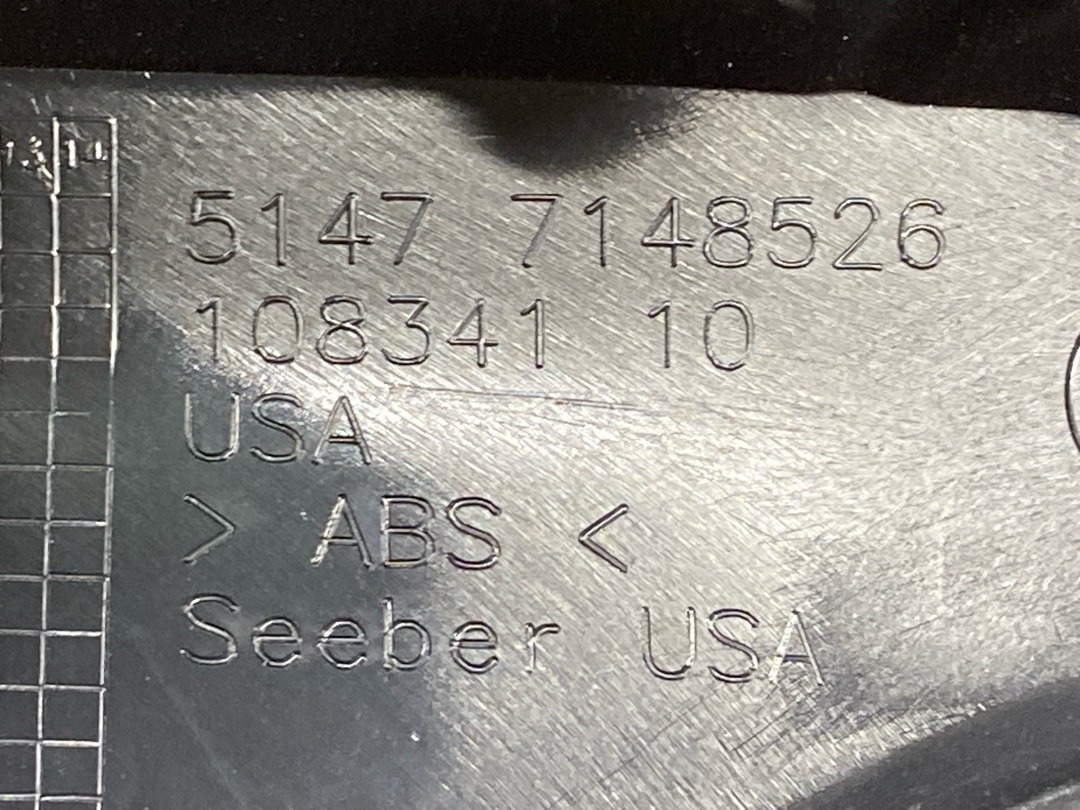 5147 7148526
108341 10
USA
> ABS <
Seeber USA